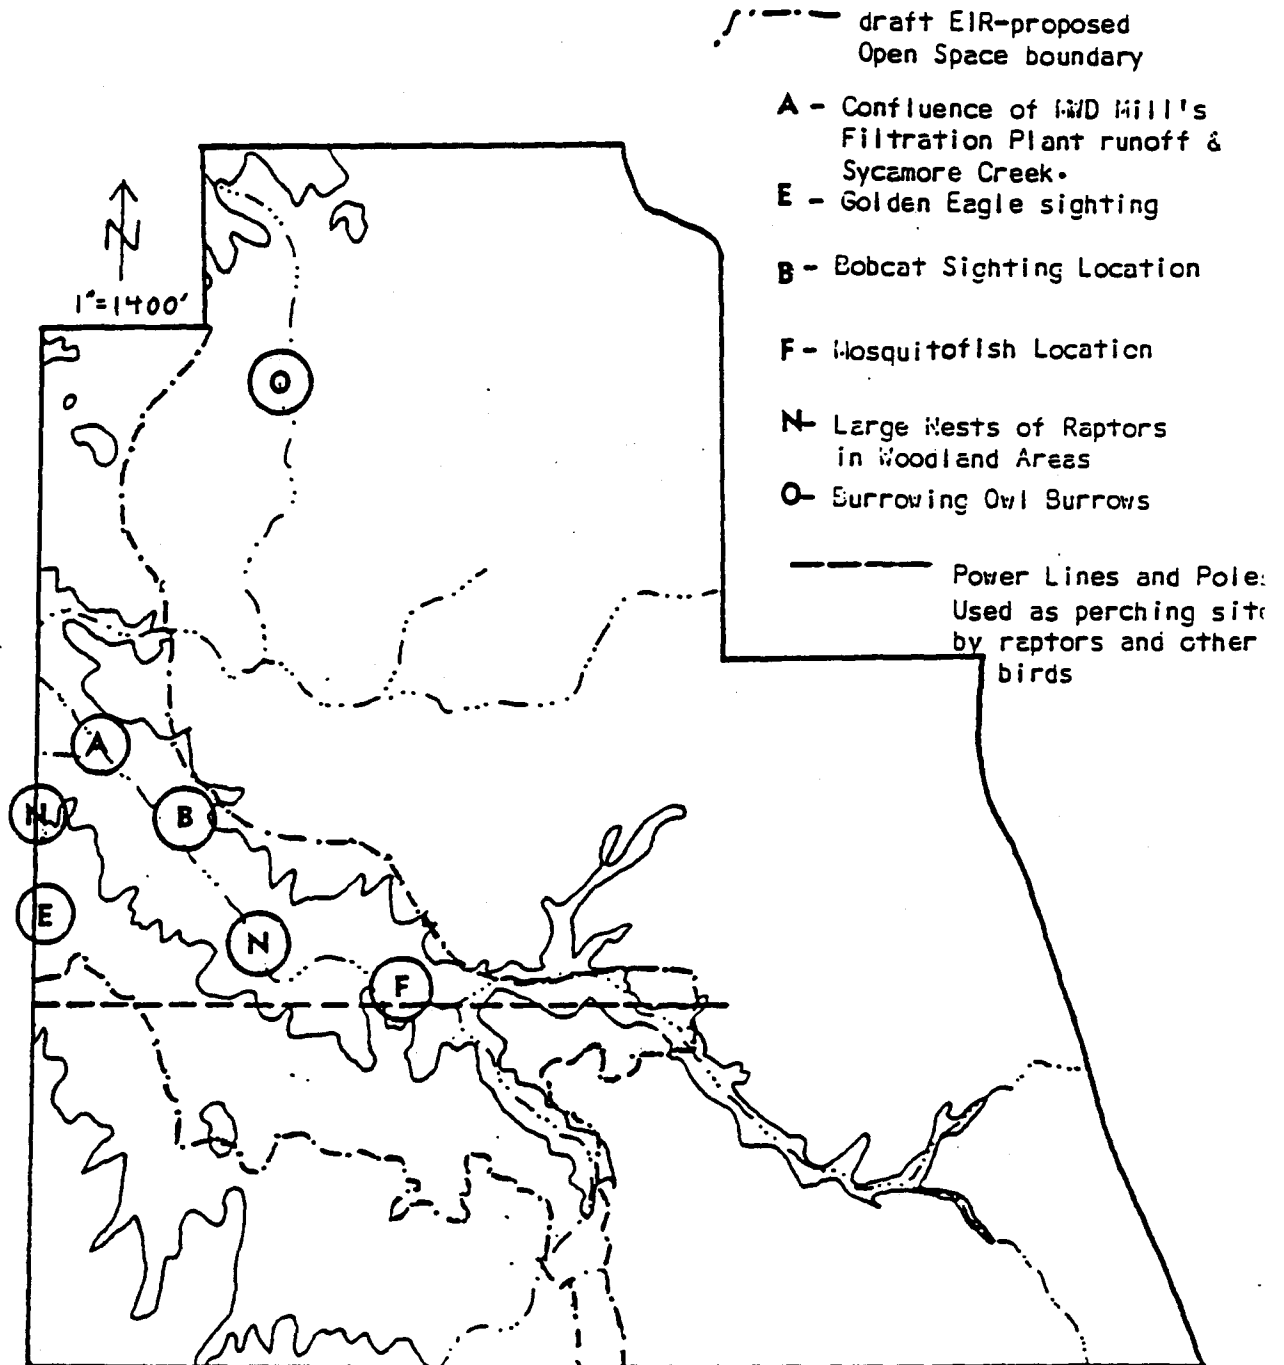 draft EIR-proposed
Open Space boundary
A - Confluence of MWD Mill's
Filtration Plant runoff &
Sycamore Creek.
E - Golden Eagle sighting
B - Bobcat Sighting Location
F - Mosquitofish Location
N - Large Nests of Raptors
in Woodland Areas
O - Burrowing Owl Burrows
Power Lines and Pole
Used as perching sit
by raptors and other
birds
N
1"=1400'
O
A
N
B
E
N
F